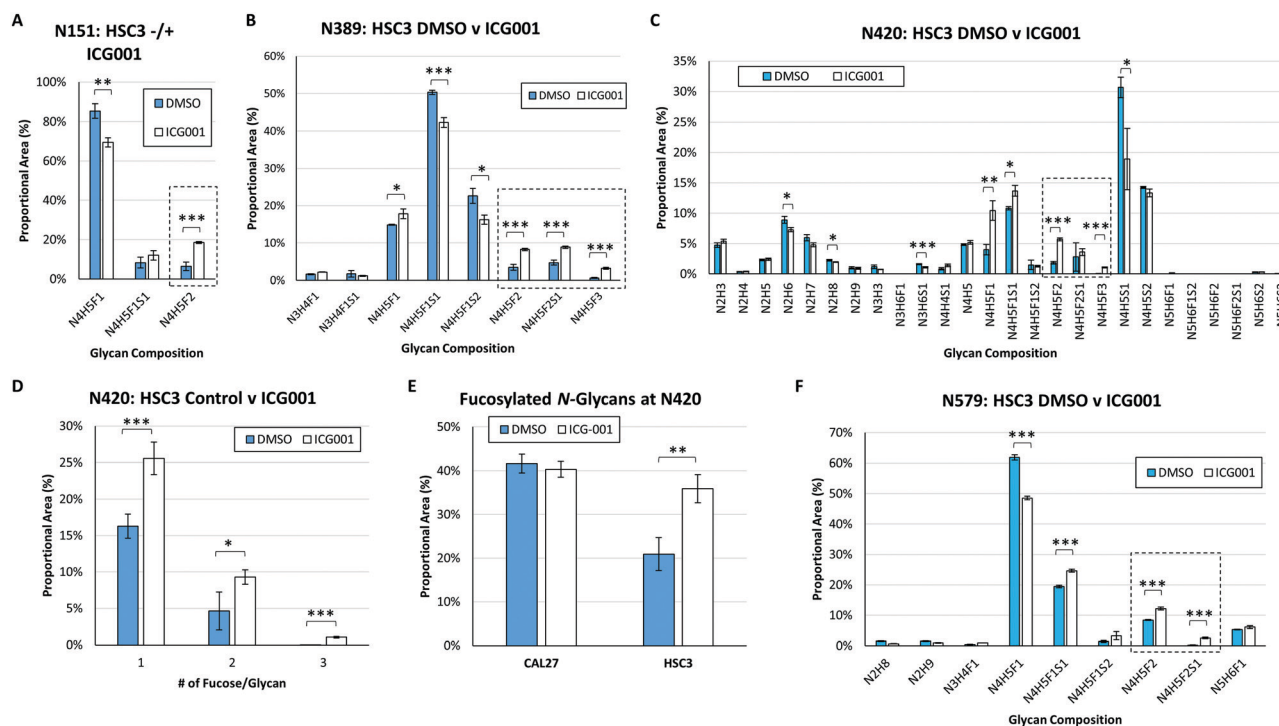 A
N151: HSC3 -/+
ICG001
Proportional Area (%)
100%
80%
60%
40%
20%
0%
**
***
DMSO
ICG001
N4H5F1
N4H5F1S1
N4H5F2
Glycan Composition
B
N389: HSC3 DMSO v ICG001
Proportional Area (%)
60%
50%
40%
30%
20%
10%
0%
*
***
*
***
***
***
DMSO
ICG001
N3H4F1
N3H4F1S1
N4H5F1
N4H5F1S1
N4H5F1S2
N4H5F2
N4H5F2S1
N4H5F3
Glycan Composition
C
N420: HSC3 DMSO v ICG001
Proportional Area (%)
35%
30%
25%
20%
15%
10%
5%
0%
DMSO
ICG001
*
*
***
**
*
***
***
*
N2H3
N2H4
N2H5
N2H6
N2H7
N2H8
N2H9
N3H3
N3H6F1
N3H6S1
N4H4S1
N4H5
N4H5F1
N4H5F1S1
N4H5F1S2
N4H5F2
N4H5F2S1
N4H5F3
N4H5S1
N4H5S2
N5H6F1
N5H6F1S2
N5H6F2
N5H6F2S1
N5H6S2
Glycan Composition
D
N420: HSC3 Control v ICG001
Proportional Area (%)
30%
25%
20%
15%
10%
5%
0%
***
*
***
DMSO
ICG001
1
2
3
# of Fucose/Glycan
E
Fucosylated N-Glycans at N420
Proportional Area (%)
50%
40%
30%
20%
10%
0%
DMSO
ICG-001
**
CAL27
HSC3
F
N579: HSC3 DMSO v ICG001
Proportional Area (%)
70%
60%
50%
40%
30%
20%
10%
0%
***
***
***
***
DMSO
ICG001
N2H8
N2H9
N3H4F1
N4H5F1
N4H5F1S1
N4H5F1S2
N4H5F2
N4H5F2S1
N5H6F1
Glycan Composition